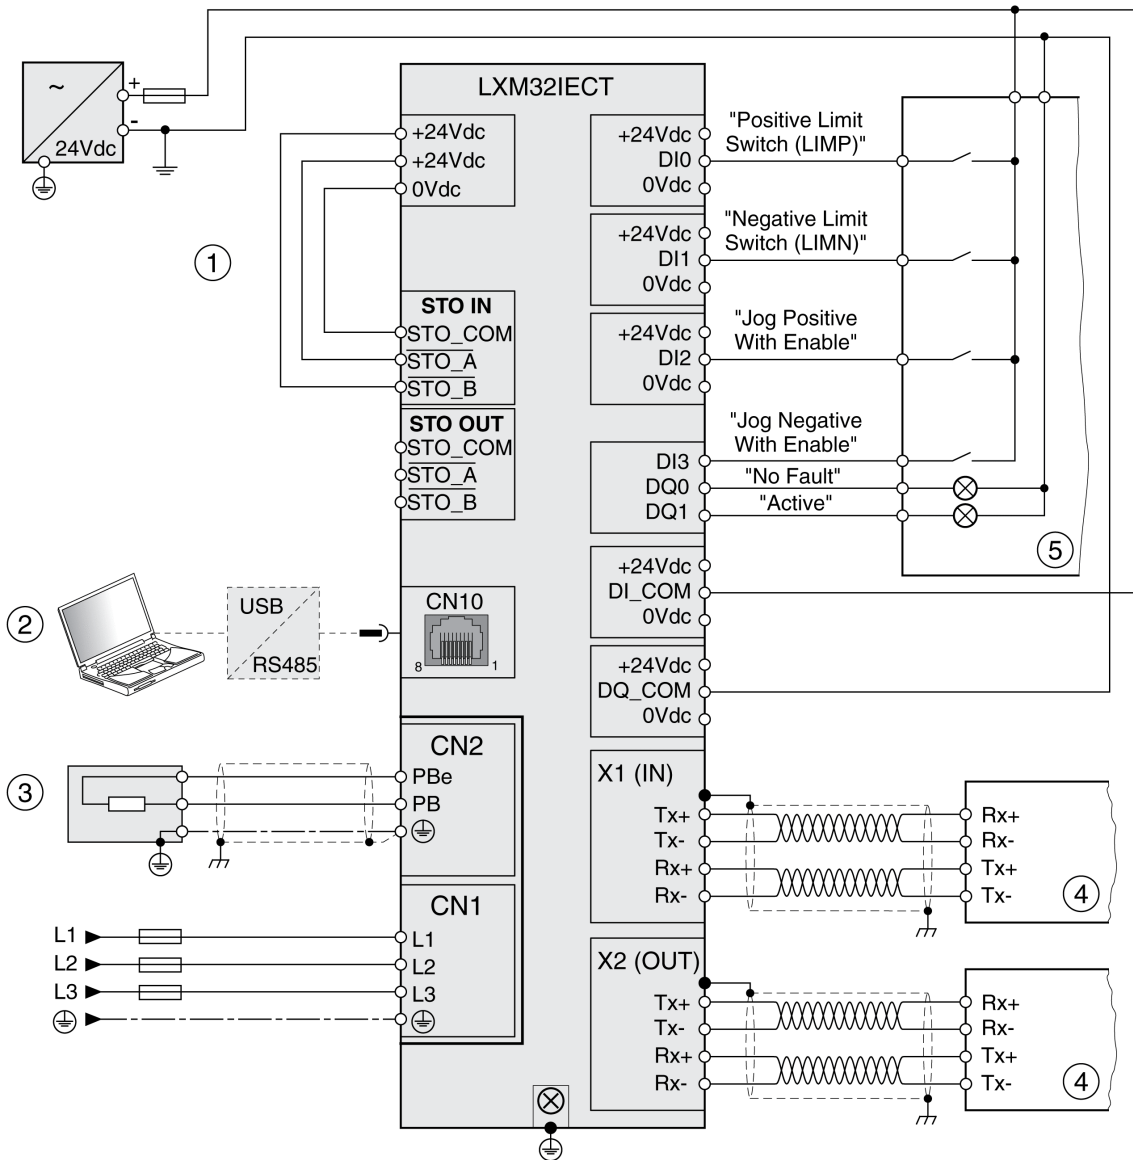 LXM32IECT
~
24Vdc
+
-
+24Vdc
+24Vdc
0Vdc
1
STO IN
STO_COM
STO_A
STO_B
STO OUT
STO_COM
STO_A
STO_B
2
USB
RS485
CN10
8 1
3
CN2
PBe
PB
CN1
L1 L1
L2 L2
L3 L3
+24Vdc
DI0
0Vdc
"Positive Limit
Switch (LIMP)"
+24Vdc
DI1
0Vdc
"Negative Limit
Switch (LIMN)"
+24Vdc
DI2
0Vdc
"Jog Positive
With Enable"
"Jog Negative
With Enable"
DI3
DQ0 "No Fault"
DQ1 "Active"
5
+24Vdc
DI_COM
0Vdc
+24Vdc
DQ_COM
0Vdc
X1 (IN)
Tx+ Rx+
Tx- Rx-
Rx+ Tx+
Rx- Tx-
4
X2 (OUT)
Tx+ Rx+
Tx- Rx-
Rx+ Tx+
Rx- Tx-
4